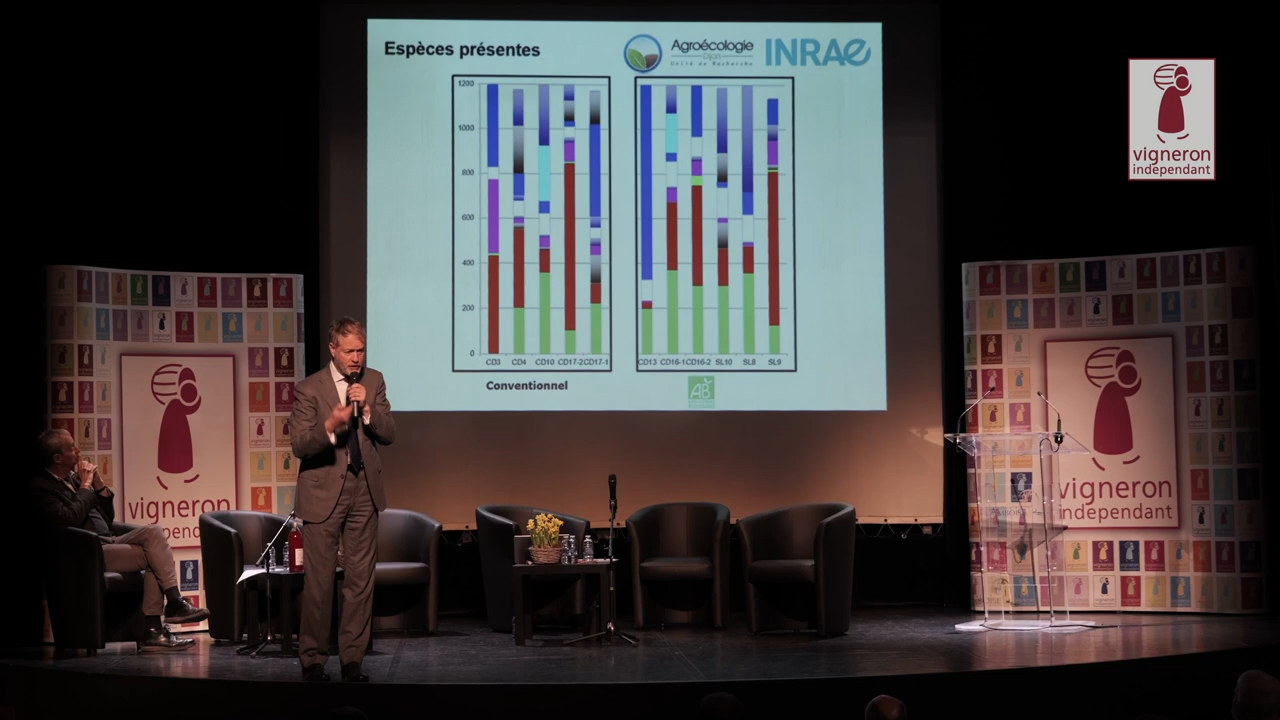 Espèces présentes
Agroécologie
Dijon
Unité de Recherche
INRAE
1200
1000
800
600
400
200
0
CD3 CD4 CD10 CD17-2 CD17-1
CD13 CD16-1 CD16-2 SL10 SL8 SL9
Conventionnel
AB
vigneron
indépendant
vigneron
indépendant
vigneron
indépendant